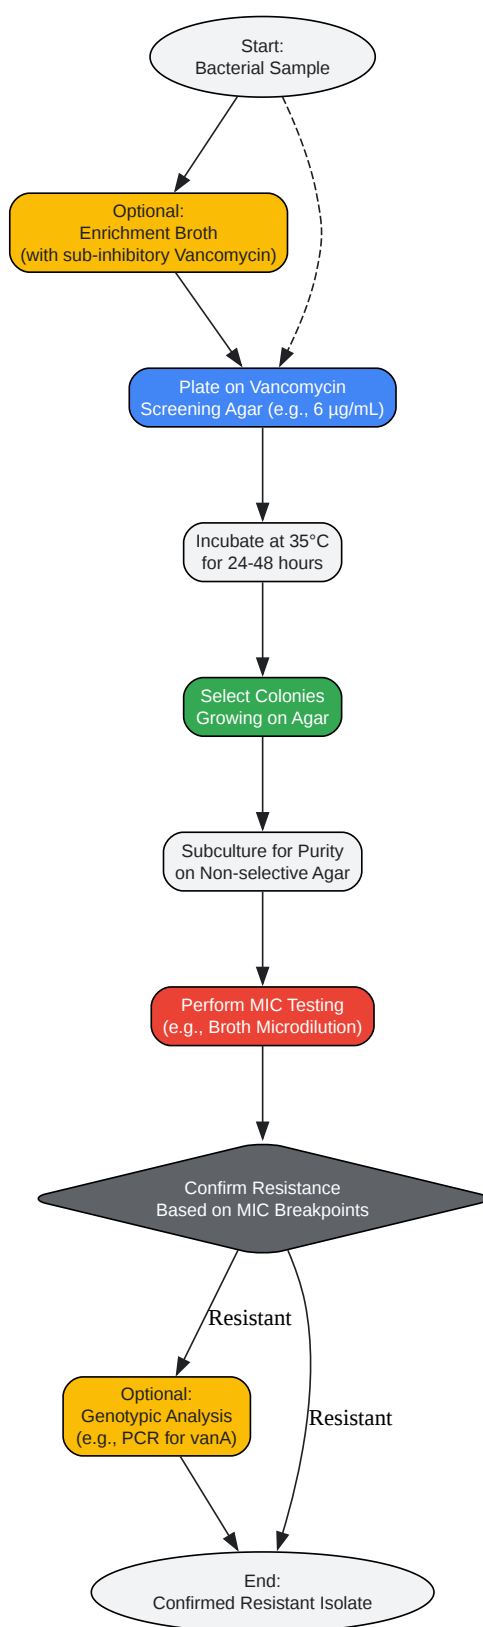 Start:
Bacterial Sample
Optional:
Enrichment Broth
(with sub-inhibitory Vancomycin)
Plate on Vancomycin
Screening Agar (e.g., 6 µg/mL)
Incubate at 35°C
for 24-48 hours
Select Colonies
Growing on Agar
Subculture for Purity
on Non-selective Agar
Perform MIC Testing
(e.g., Broth Microdilution)
Confirm Resistance
Based on MIC Breakpoints
Resistant
Optional:
Genotypic Analysis
(e.g., PCR for vanA)
Resistant
End:
Confirmed Resistant Isolate